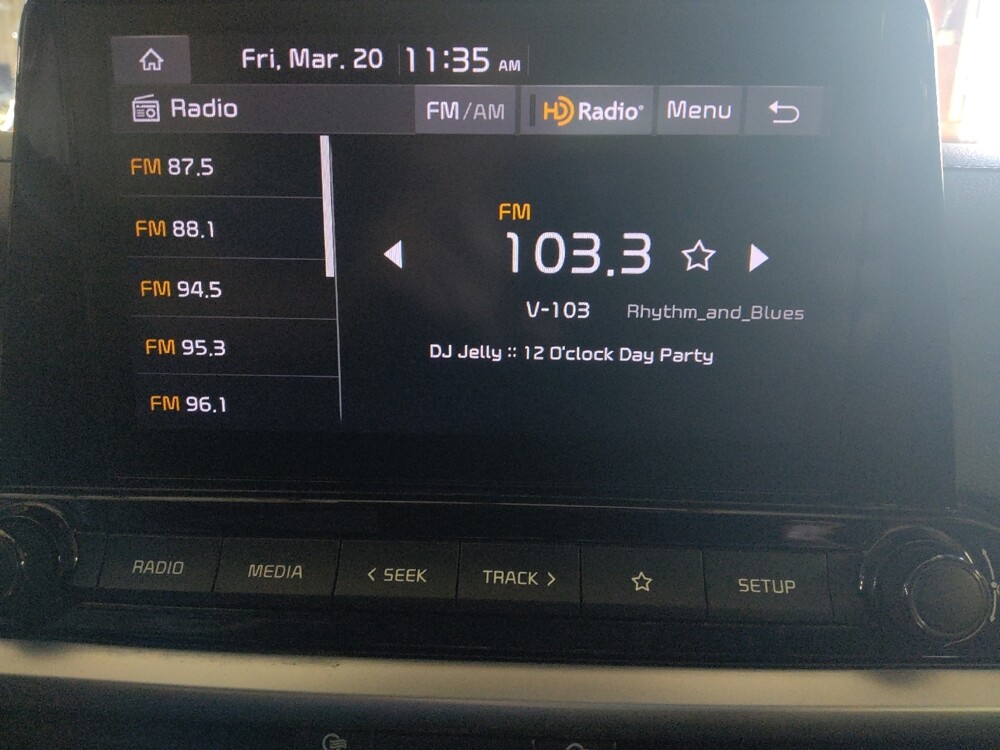 Fri, Mar. 20 11:35 AM
Radio FM/AM HD Radio® Menu
FM 87.5
FM 88.1
FM 94.5
FM 95.3
FM 96.1
FM
103.3
V-103 Rhythm_and_Blues
DJ Jelly :: 12 O'clock Day Party
RADIO MEDIA < SEEK TRACK > SETUP